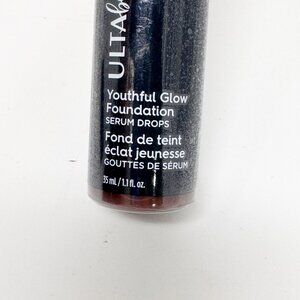 ULTAb
Youthful Glow
Foundation
SERUM DROPS
Fond de teint
éclat jeunesse
GOUTTES DE SÉRUM
35 mL / 1.1 fl. oz.